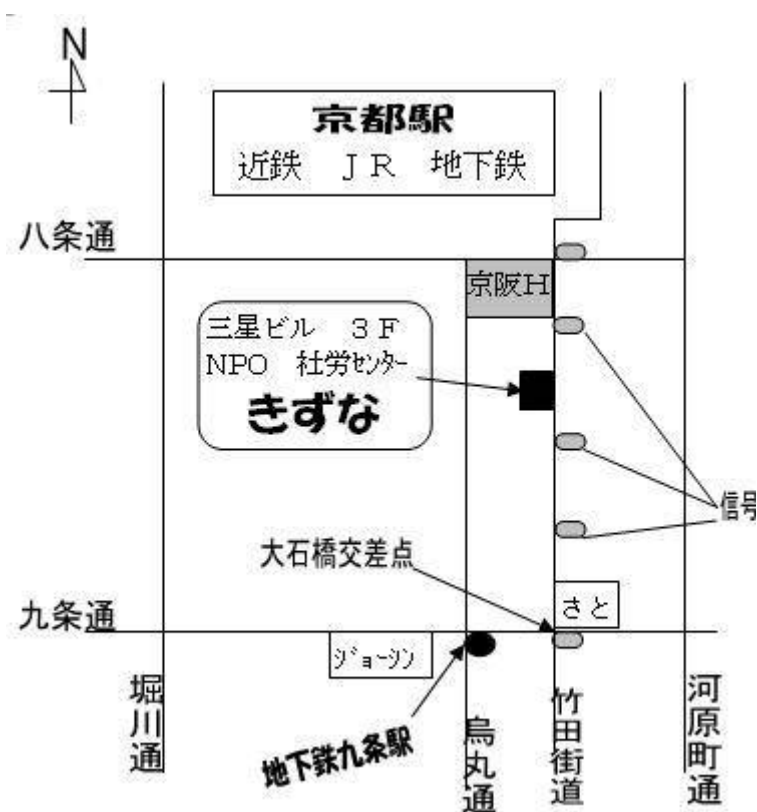 N
京都駅
近鉄 JR 地下鉄
八条通
京阪H
三星ビル 3F
NPO 社労センター
きずな
信号
大石橋交差点
さと
九条通
ジョーシン
地下鉄九条駅
堀川通
烏丸通
竹田街道
河原町通